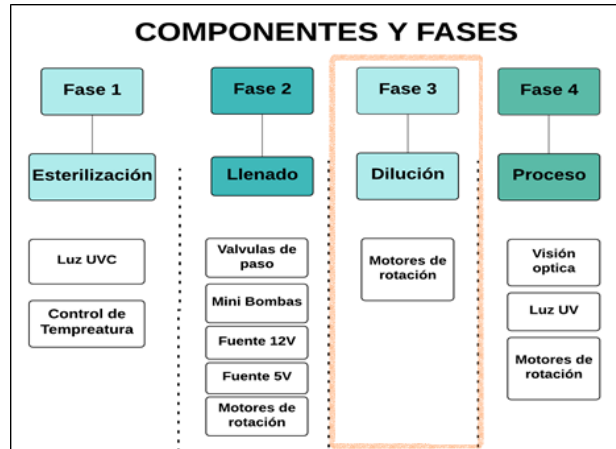 COMPONENTES Y FASES
Fase 1
Fase 2
Fase 3
Fase 4
Esterilización
Llenado
Dilución
Proceso
Luz UVC
Control de
Tempreatura
Valvulas de
paso
Mini Bombas
Fuente 12V
Fuente 5V
Motores de
rotación
Motores de
rotación
Visión
optica
Luz UV
Motores de
rotación